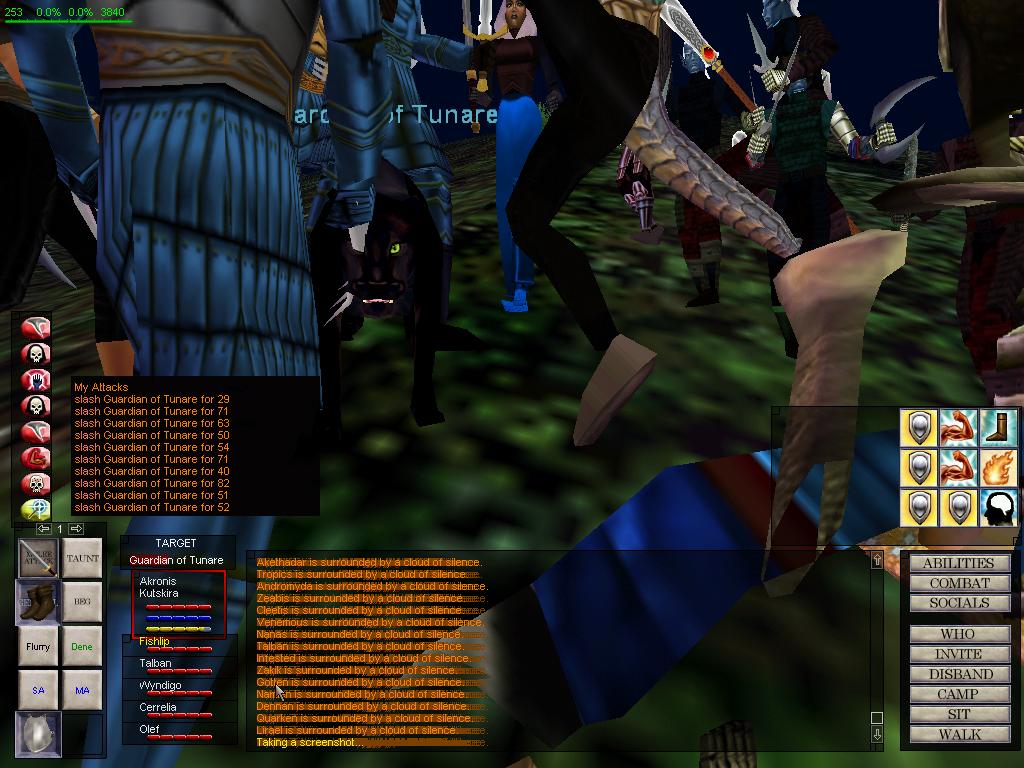 253 0.0% 0.0% 3840
of Tunare
My Attacks
slash Guardian of Tunare for 29
slash Guardian of Tunare for 71
slash Guardian of Tunare for 63
slash Guardian of Tunare for 50
slash Guardian of Tunare for 54
slash Guardian of Tunare for 71
slash Guardian of Tunare for 40
slash Guardian of Tunare for 82
slash Guardian of Tunare for 51
slash Guardian of Tunare for 52
1
TAUNT
BEG
Flurry
Dene
SA
MA
TARGET
Guardian of Tunare
Akronis
Kutskira
Fishlip
Talban
Wyndigo
Cerrelia
Olef
Akethadar is surrounded by a cloud of silence.
Tropics is surrounded by a cloud of silence.
Andromyda is surrounded by a cloud of silence.
Zeabis is surrounded by a cloud of silence.
Cleetis is surrounded by a cloud of silence.
Venemious is surrounded by a cloud of silence.
Nanas is surrounded by a cloud of silence.
Talban is surrounded by a cloud of silence.
Infested is surrounded by a cloud of silence.
Zakik is surrounded by a cloud of silence.
is surrounded by a cloud of silence.
is surrounded by a cloud of silence.
Dennan is surrounded by a cloud of silence.
Quarken is surrounded by a cloud of silence.
Lirael is surrounded by a cloud of silence.
Taking a screenshot...
ABILITIES
COMBAT
SOCIALS
WHO
INVITE
DISBAND
CAMP
SIT
WALK